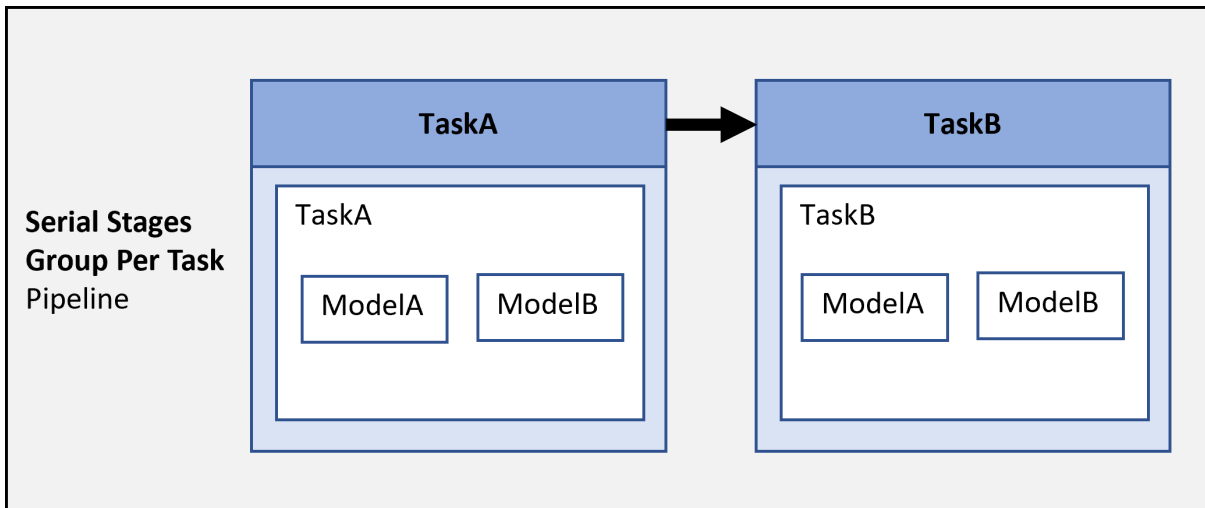 TaskA
TaskB
Serial Stages
Group Per Task
Pipeline
TaskA
ModelA
ModelB
TaskB
ModelA
ModelB